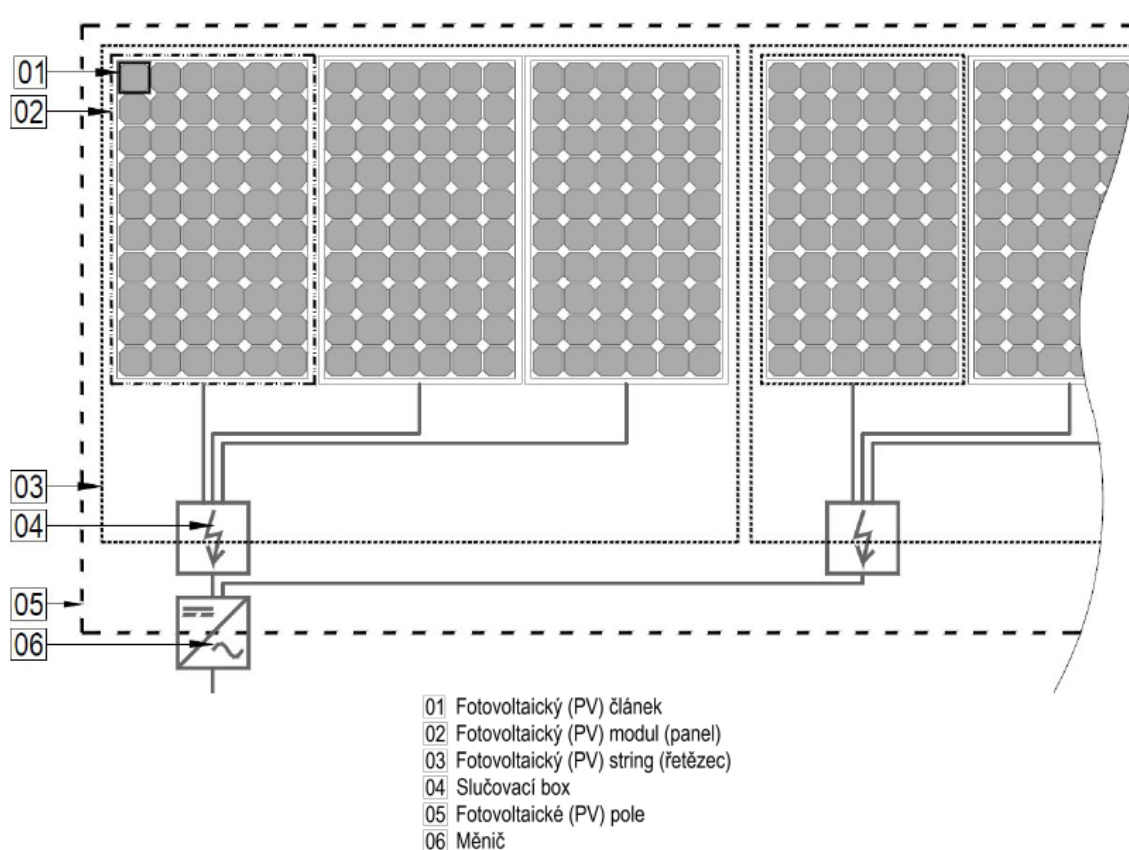 01
02
03
04
05
06
01 Fotovoltaický (PV) článek
02 Fotovoltaický (PV) modul (panel)
03 Fotovoltaický (PV) string (řetězec)
04 Slučovací box
05 Fotovoltaické (PV) pole
06 Měnič